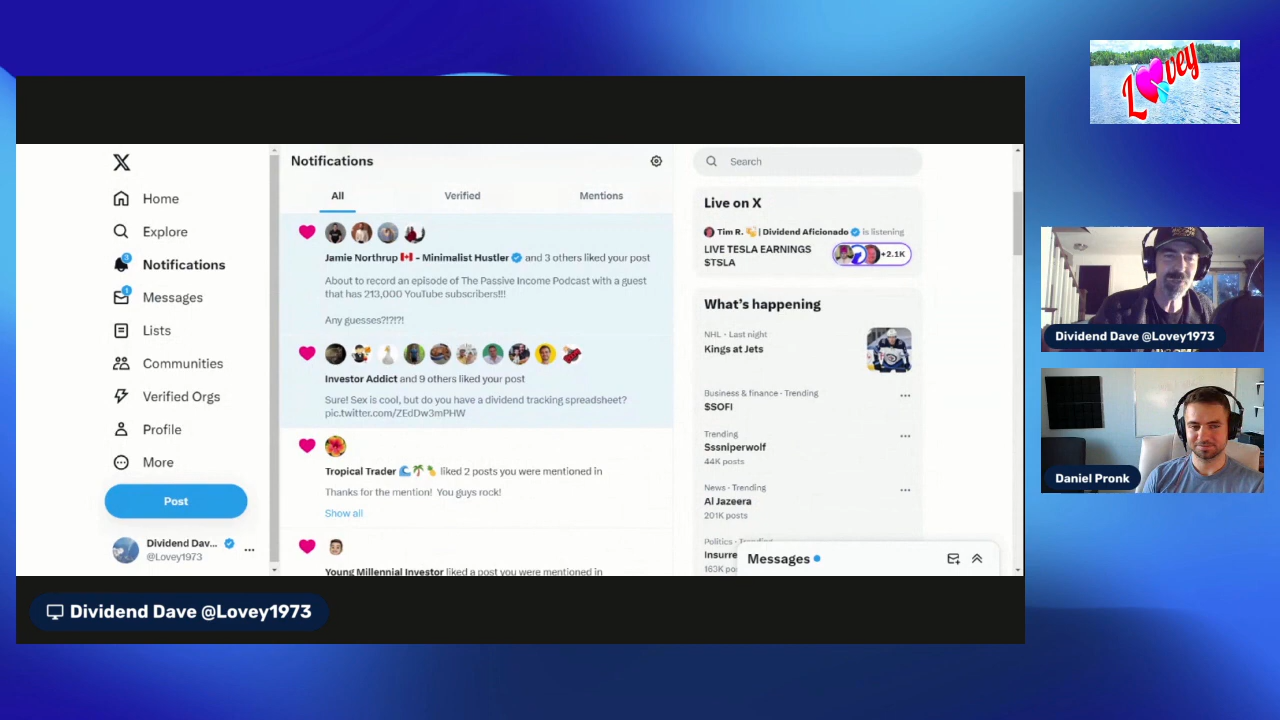 Lovey
Home
Explore
3
Notifications
1
Messages
Lists
Communities
Verified Orgs
Profile
More
Post
Dividend Dav...
@Lovey1973
Notifications
All
Verified
Mentions
Jamie Northrup - Minimalist Hustler and 3 others liked your post
About to record an episode of The Passive Income Podcast with a guest
that has 213,000 YouTube subscribers!!!
Any guesses?!?!?!
Investor Addict and 9 others liked your post
Sure! Sex is cool, but do you have a dividend tracking spreadsheet?
pic.twitter.com/ZEdDw3mPHW
Tropical Trader liked 2 posts you were mentioned in
Thanks for the mention! You guys rock!
Show all
Young Millennial Investor liked a post you were mentioned in
Search
Live on X
Tim R. | Dividend Aficionado is listening
LIVE TESLA EARNINGS
$TSLA
+2.1K
What's happening
NHL · Last night
Kings at Jets
Business & finance · Trending
$SOFI
Trending
Sssniperwolf
44K posts
News · Trending
Al Jazeera
201K posts
Politics · Trending
Insurre
163K po
Messages
Dividend Dave @Lovey1973
Daniel Pronk
Dividend Dave @Lovey1973